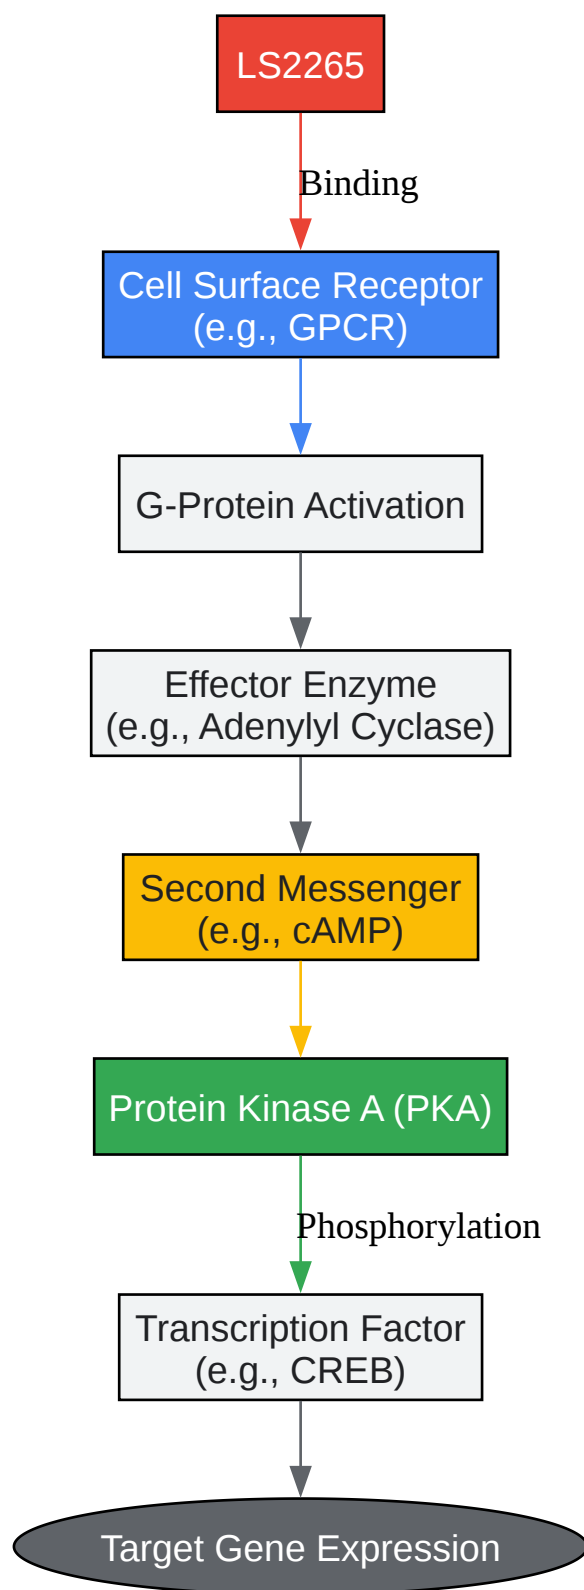 LS2265
Binding
Cell Surface Receptor
(e.g., GPCR)
G-Protein Activation
Effector Enzyme
(e.g., Adenylyl Cyclase)
Second Messenger
(e.g., cAMP)
Protein Kinase A (PKA)
Phosphorylation
Transcription Factor
(e.g., CREB)
Target Gene Expression